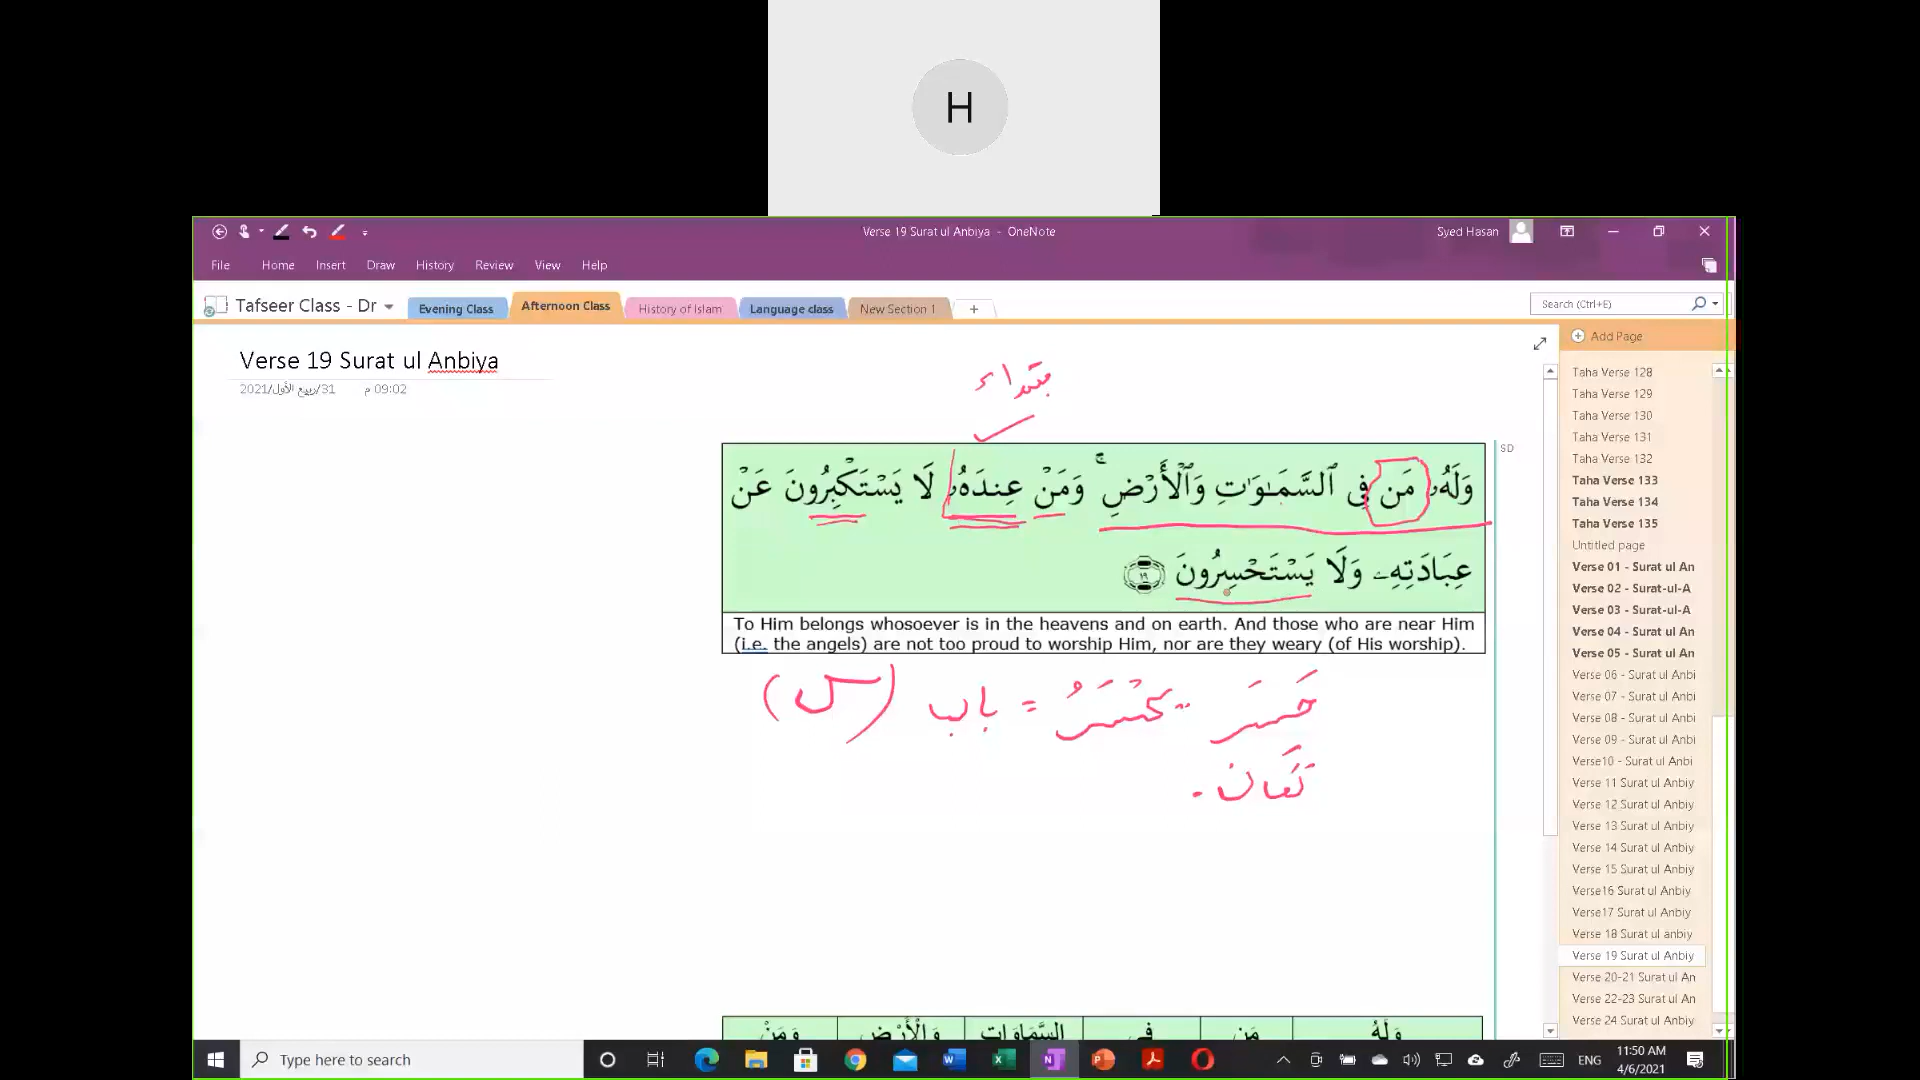 H
Verse 19 Surat ul Anbiya - OneNote
Syed Hasan
File Home Insert Draw History Review View Help
Tafseer Class - Dr
Evening Class
Afternoon Class
History of Islam
Language class
New Section 1
+
Search (Ctrl+E)
Add Page
Verse 19 Surat ul Anbiya
31/ربيع الأول/2021
09:02 م
مبتداء
SD
وَلَهُۥ مَن فِى ٱلسَّمَـٰوَٰتِ وَٱلْأَرْضِ ۚ وَمَنْ عِندَهُۥ لَا يَسْتَكْبِرُونَ عَنْ
عِبَادَتِهِۦ وَلَا يَسْتَحْسِرُونَ ١٩
To Him belongs whosoever is in the heavens and on earth. And those who are near Him
(i.e. the angels) are not too proud to worship Him, nor are they weary (of His worship).
حَسَرَ - يَحْسَرُ = باب (س)
وَلَهُ مَن فِي السَّمَاوَاتِ وَالْأَرْضِ وَمَنْ
Taha Verse 128
Taha Verse 129
Taha Verse 130
Taha Verse 131
Taha Verse 132
Taha Verse 133
Taha Verse 134
Taha Verse 135
Untitled page
Verse 01 - Surat ul An
Verse 02 - Surat-ul-A
Verse 03 - Surat-ul-A
Verse 04 - Surat ul An
Verse 05 - Surat ul An
Verse 06 - Surat ul Anbi
Verse 07 - Surat ul Anbi
Verse 08 - Surat ul Anbi
Verse 09 - Surat ul Anbi
Verse10 - Surat ul Anbi
Verse 11 Surat ul Anbiy
Verse 12 Surat ul Anbiy
Verse 13 Surat ul Anbiy
Verse 14 Surat ul Anbiy
Verse 15 Surat ul Anbiy
Verse16 Surat ul Anbiy
Verse17 Surat ul Anbiy
Verse 18 Surat ul anbiy
Verse 19 Surat ul Anbiy
Verse 20-21 Surat ul An
Verse 22-23 Surat ul An
Verse 24 Surat ul Anbiy
Type here to search
ENG
11:50 AM
4/6/2021